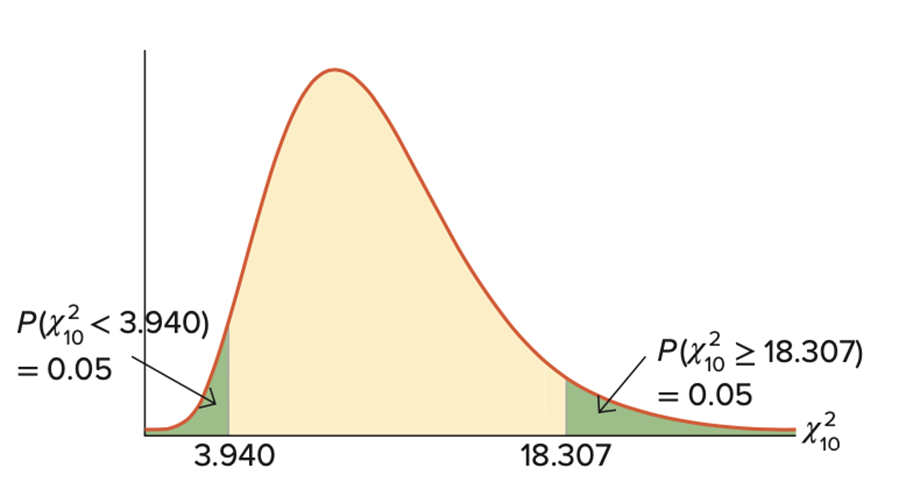 P(χ²₁₀ < 3.940)
= 0.05
P(χ²₁₀ ≥ 18.307)
= 0.05
χ²₁₀
3.940
18.307